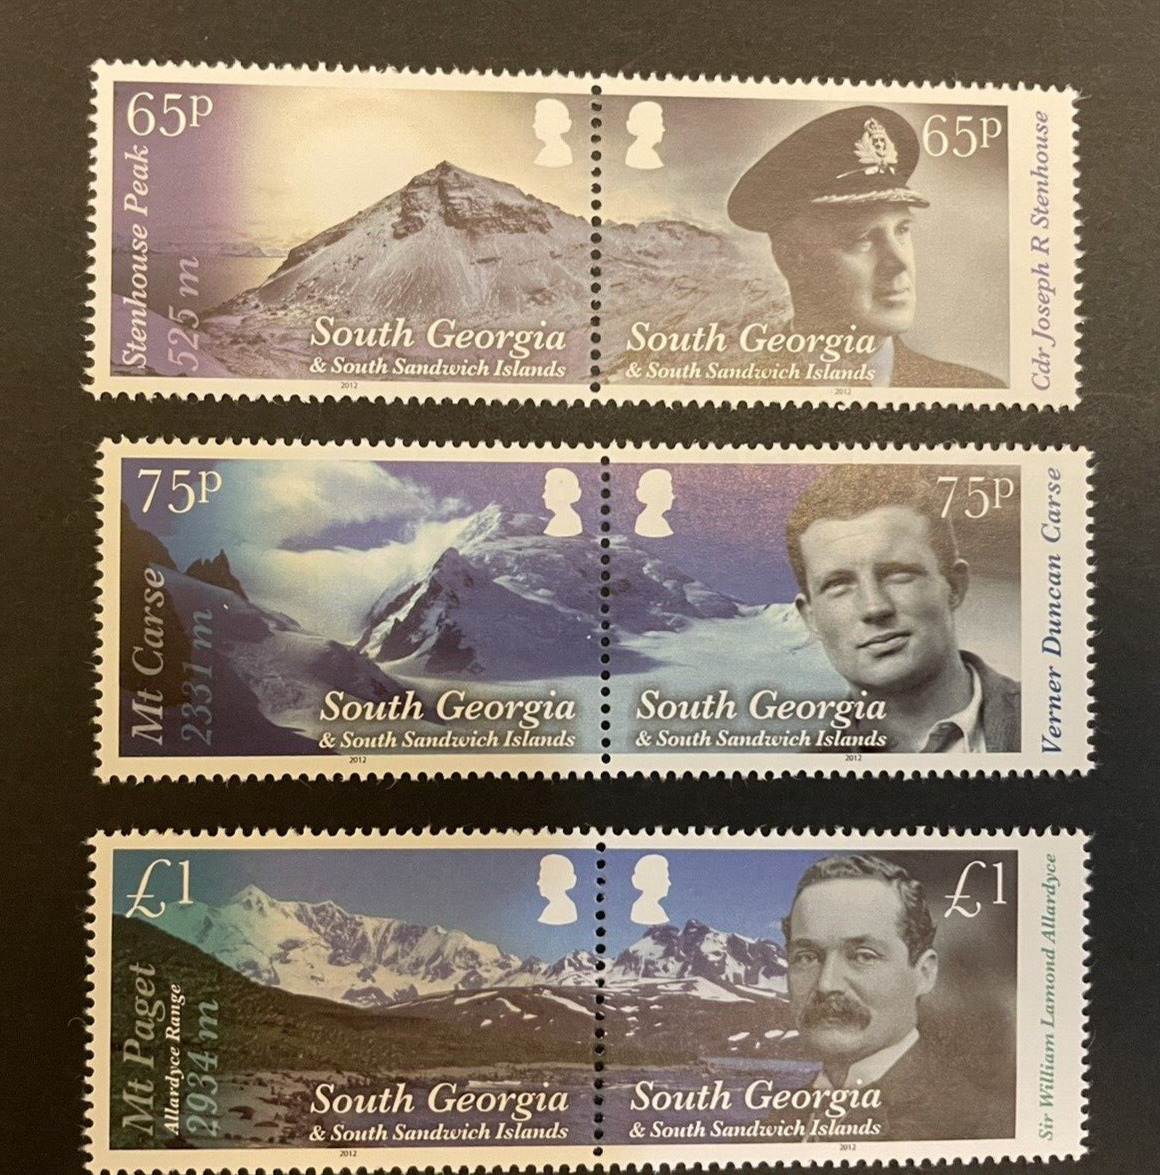 65p
Stenhouse Peak
525 m
South Georgia
& South Sandwich Islands
2012
65p
South Georgia
& South Sandwich Islands
2012
Cdr Joseph R Stenhouse
75p
Mt Carse
2331 m
South Georgia
& South Sandwich Islands
2012
75p
South Georgia
& South Sandwich Islands
2012
Verner Duncan Carse
£1
Mt Paget
Allardyce Range
2934 m
South Georgia
& South Sandwich Islands
2012
£1
South Georgia
& South Sandwich Islands
2012
Sir William Lamond Allardyce